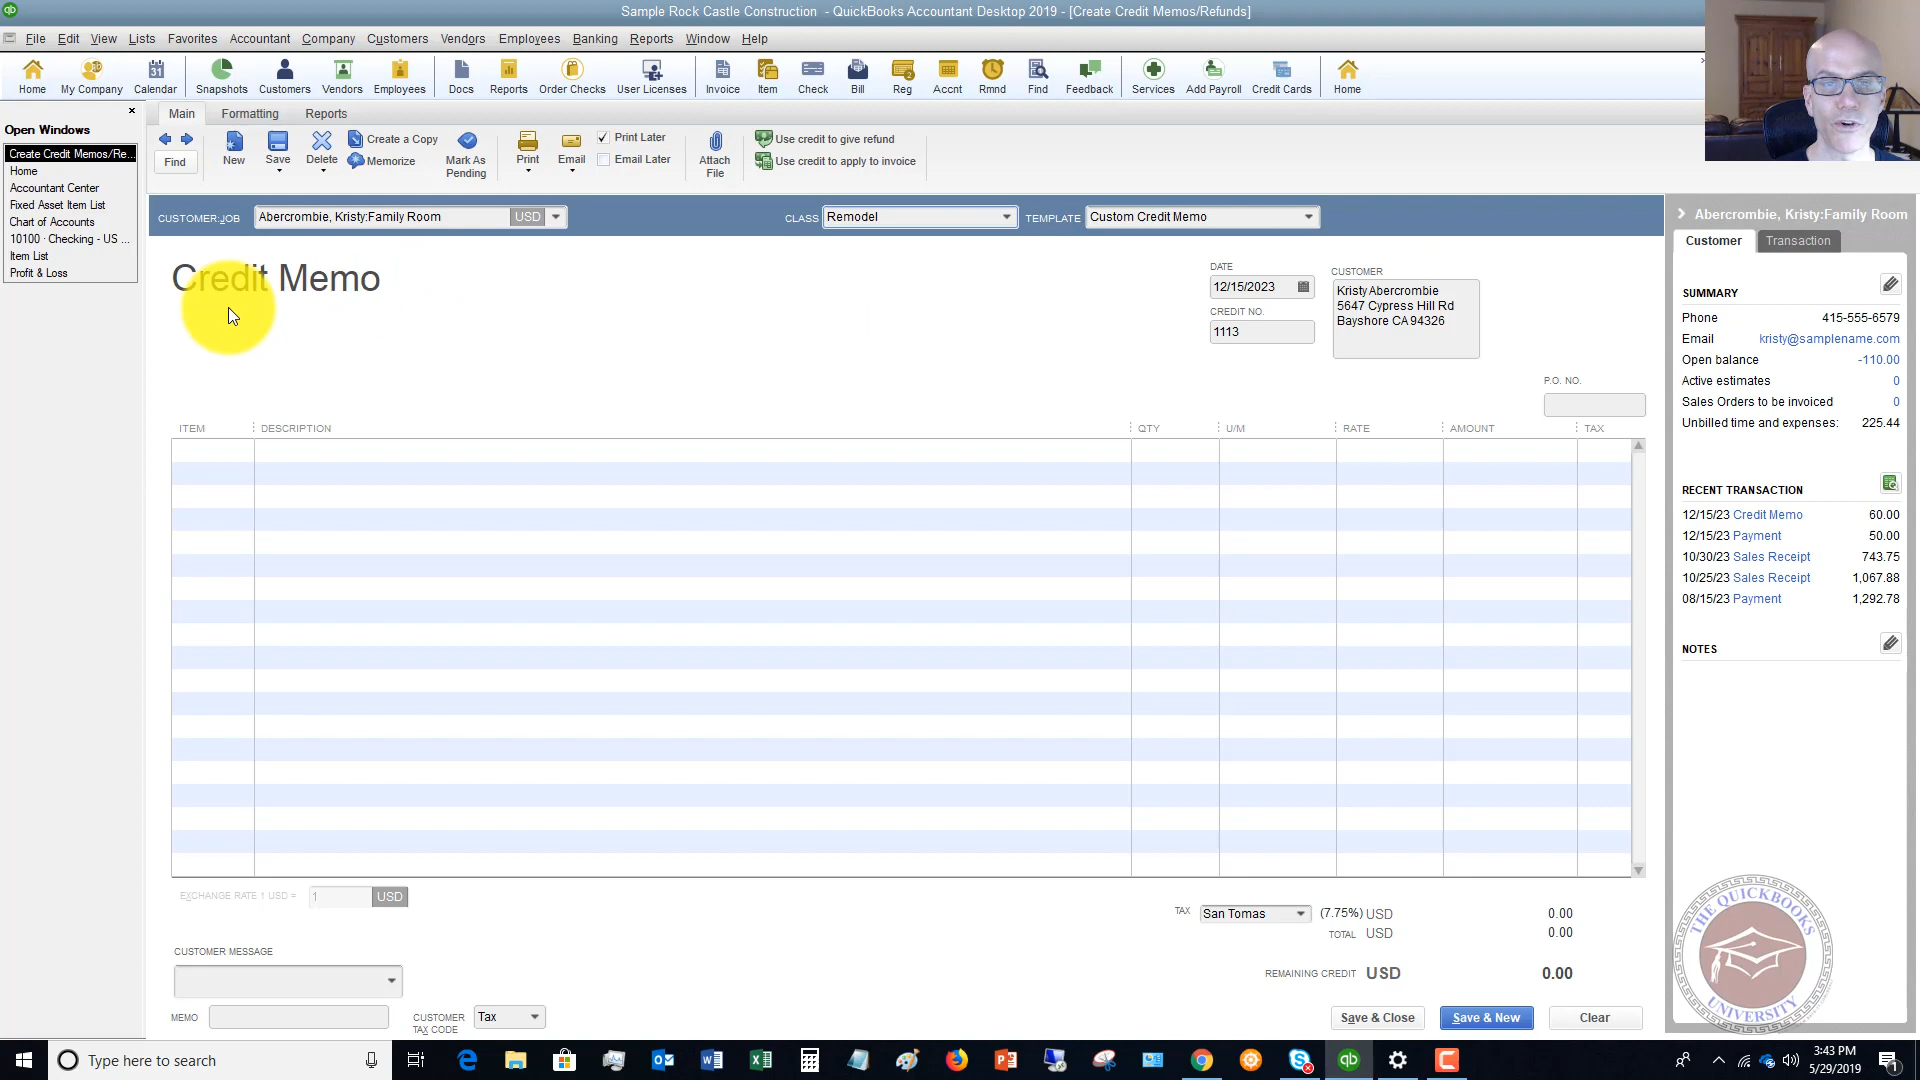 Sample Rock Castle Construction - QuickBooks Accountant Desktop 2019 - [Create Credit Memos/Refunds]
File Edit View Lists Favorites Accountant Company Customers Vendors Employees Banking Reports Window Help
Home My Company Calendar Snapshots Customers Vendors Employees Docs Reports Order Checks User Licenses Invoice Item Check Bill Reg Accnt Rmnd Find Feedback Services Add Payroll Credit Cards Home
31
Open Windows
Create Credit Memos/Re...
Home
Accountant Center
Fixed Asset Item List
Chart of Accounts
10100 · Checking - US ...
Item List
Profit & Loss
Main Formatting Reports
Find New Save Delete Create a Copy Memorize Mark As Pending Print Email Print Later Email Later Attach File Use credit to give refund Use credit to apply to invoice
CUSTOMER:JOB Abercrombie, Kristy:Family Room USD CLASS Remodel TEMPLATE Custom Credit Memo
Credit Memo
DATE
12/15/2023
CREDIT NO.
1113
CUSTOMER
Kristy Abercrombie
5647 Cypress Hill Rd
Bayshore CA 94326
P.O. NO.
ITEM DESCRIPTION QTY U/M RATE AMOUNT TAX
EXCHANGE RATE 1 USD = 1 USD
TAX San Tomas (7.75%) USD 0.00
TOTAL USD 0.00
REMAINING CREDIT USD 0.00
CUSTOMER MESSAGE
MEMO
CUSTOMER TAX CODE Tax
Save & Close Save & New Clear
Abercrombie, Kristy:Family Room
Customer Transaction
SUMMARY
Phone 415-555-6579
Email kristy@samplename.com
Open balance -110.00
Active estimates 0
Sales Orders to be invoiced 0
Unbilled time and expenses: 225.44
RECENT TRANSACTION
12/15/23 Credit Memo 60.00
12/15/23 Payment 50.00
10/30/23 Sales Receipt 743.75
10/25/23 Sales Receipt 1,067.88
08/15/23 Payment 1,292.78
NOTES
THE QUICKBOOKS UNIVERSITY
Type here to search
3:43 PM
5/29/2019
1